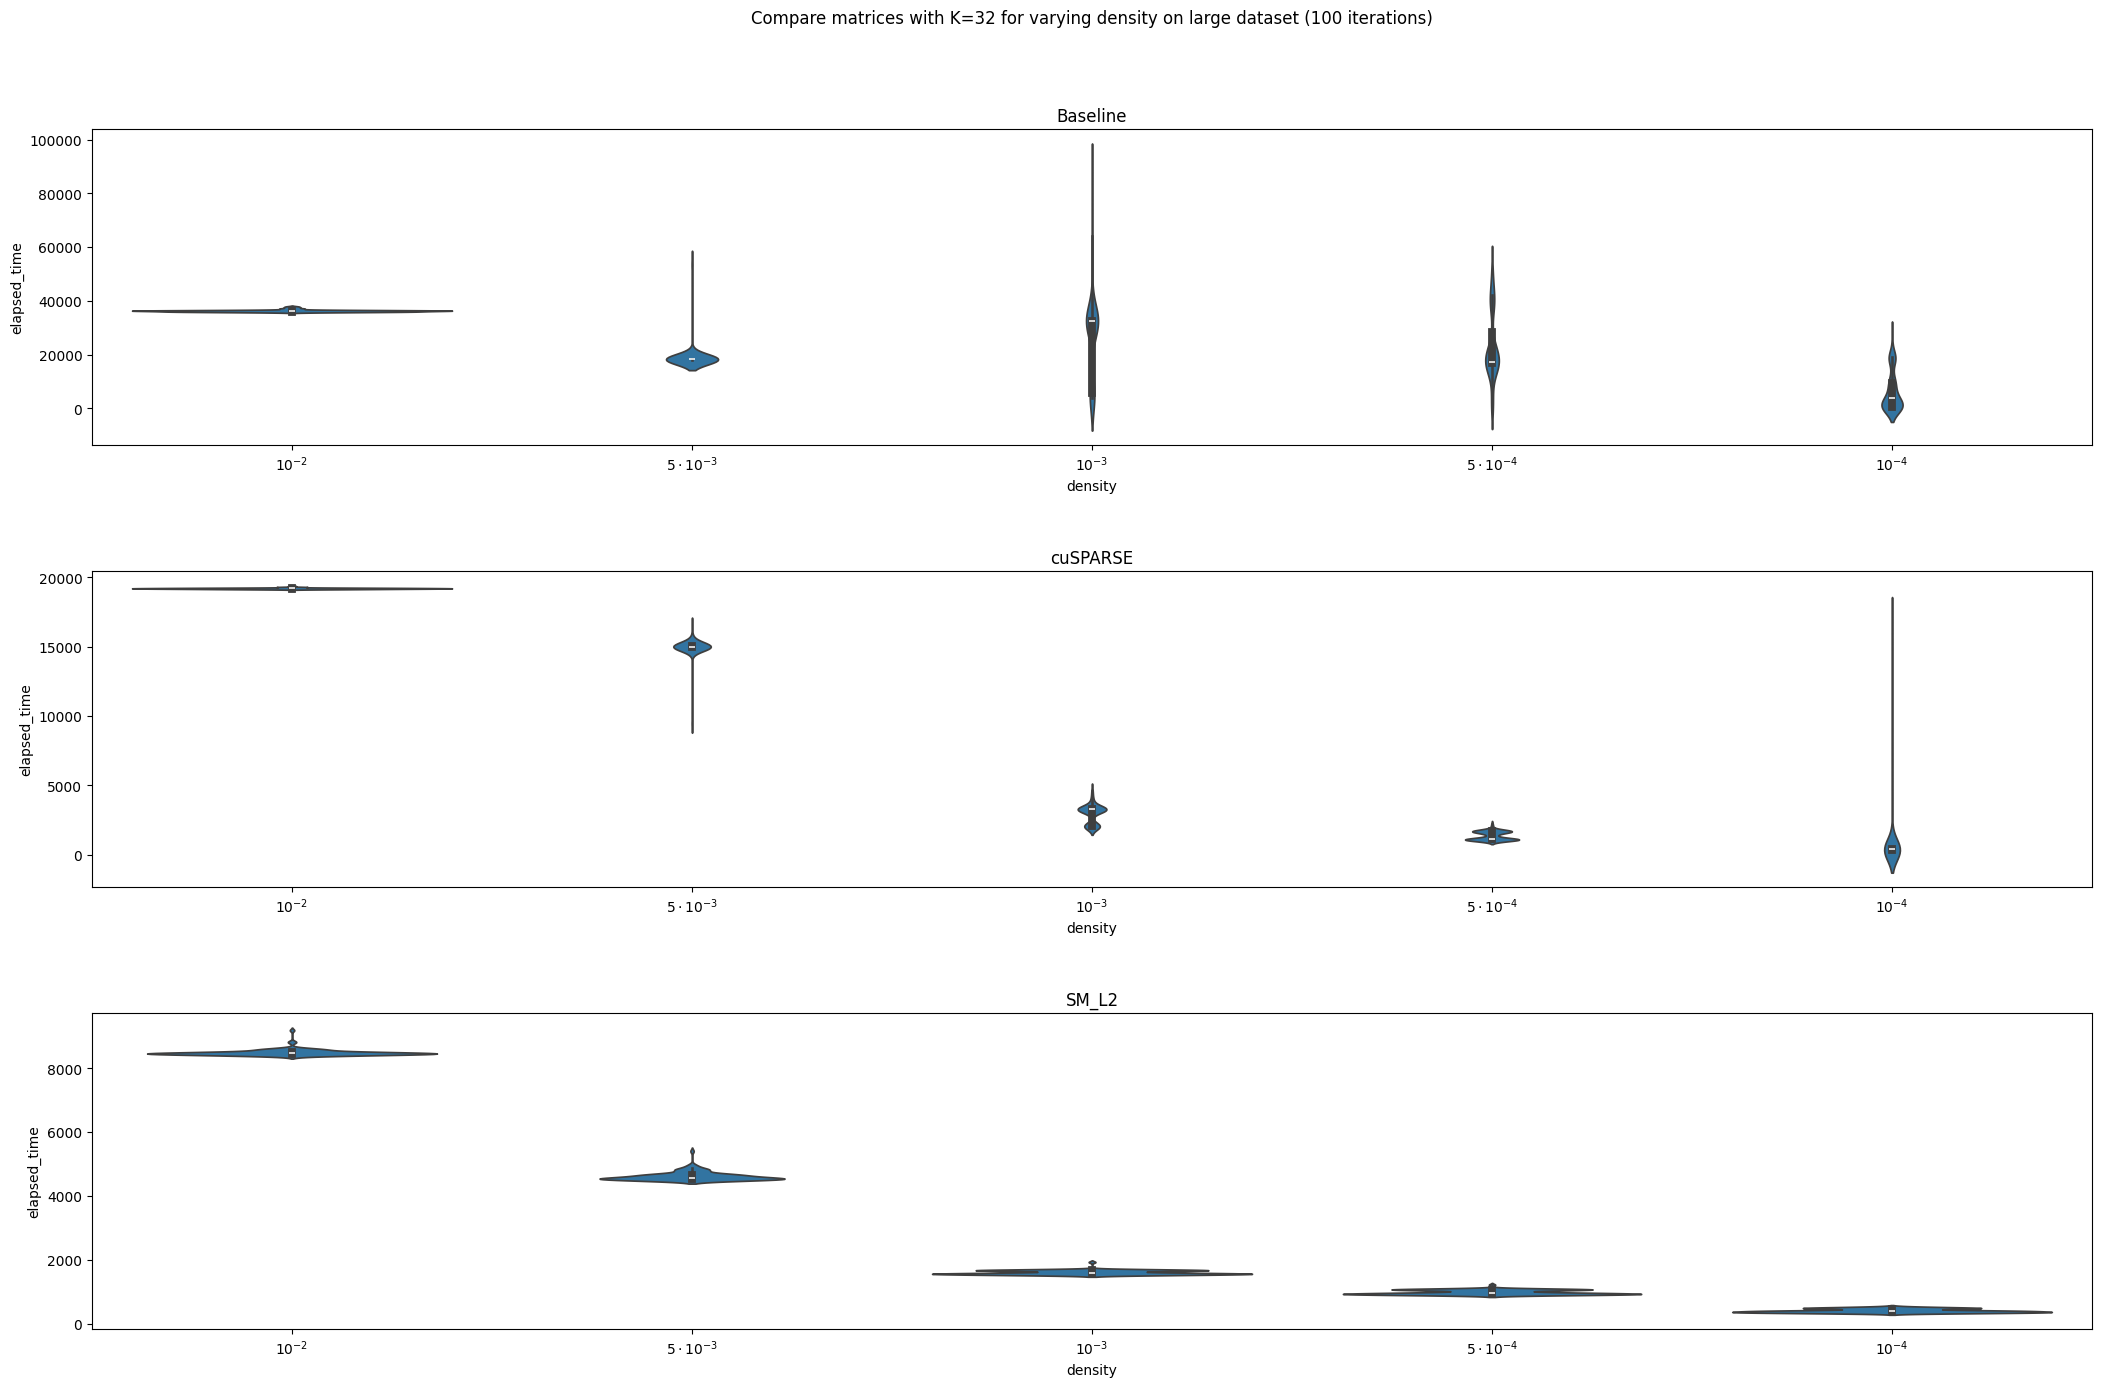 Compare matrices with K=32 for varying density on large dataset (100 iterations)
Baseline
elapsed_time
100000
80000
60000
40000
20000
0
10⁻² 5·10⁻³ 10⁻³ 5·10⁻⁴ 10⁻⁴
density
cuSPARSE
elapsed_time
20000
15000
10000
5000
0
10⁻² 5·10⁻³ 10⁻³ 5·10⁻⁴ 10⁻⁴
density
SM_L2
elapsed_time
8000
6000
4000
2000
0
10⁻² 5·10⁻³ 10⁻³ 5·10⁻⁴ 10⁻⁴
density